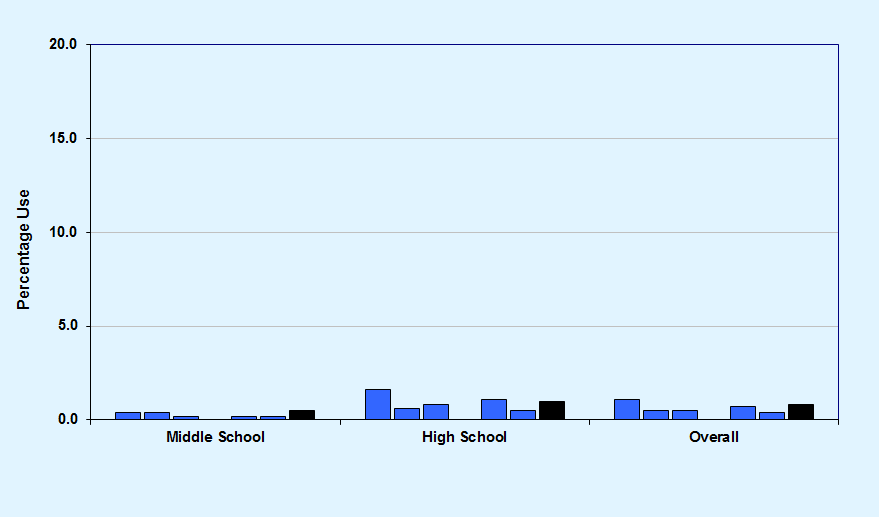 20.0
15.0
10.0
5.0
0.0
Percentage Use
Middle School
High School
Overall